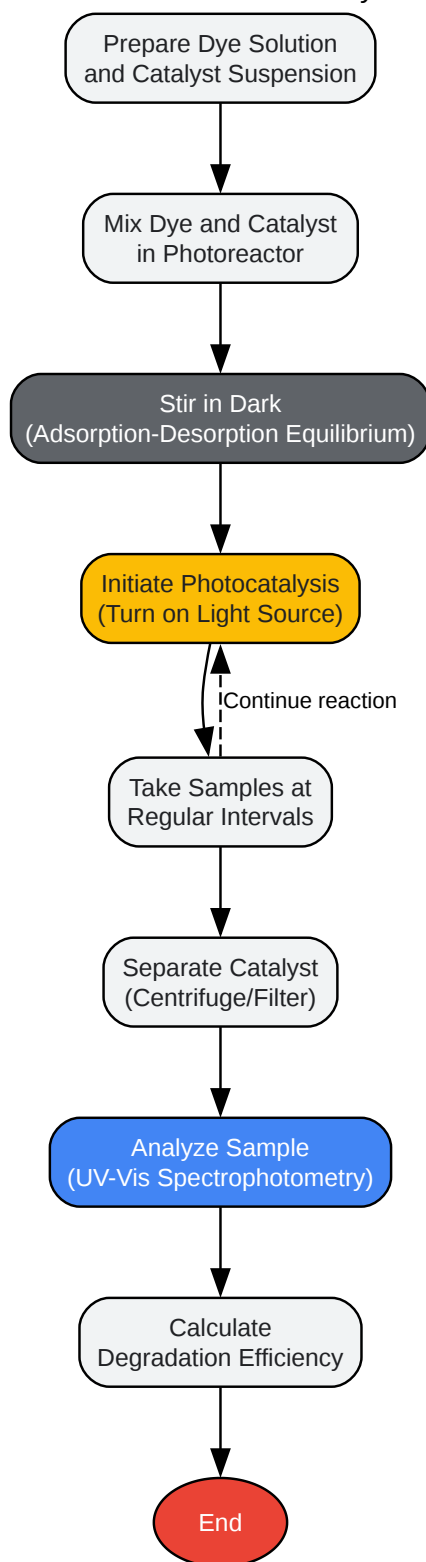 Prepare Dye Solution
and Catalyst Suspension
Mix Dye and Catalyst
in Photoreactor
Stir in Dark
(Adsorption-Desorption Equilibrium)
Initiate Photocatalysis
(Turn on Light Source)
Continue reaction
Take Samples at
Regular Intervals
Separate Catalyst
(Centrifuge/Filter)
Analyze Sample
(UV-Vis Spectrophotometry)
Calculate
Degradation Efficiency
End